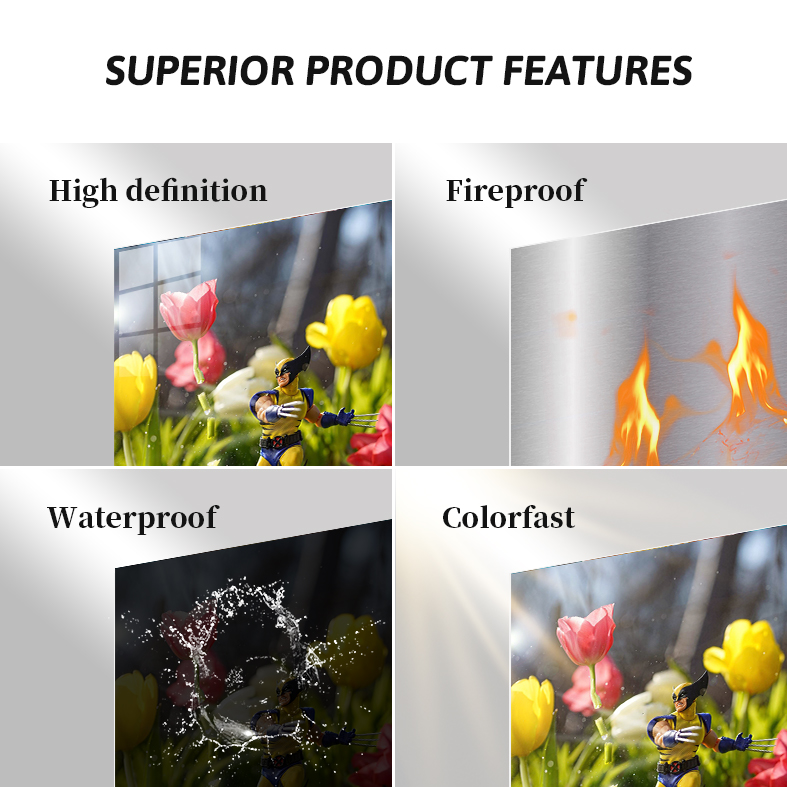 SUPERIOR PRODUCT FEATURES
High definition
Fireproof
Waterproof
Colorfast